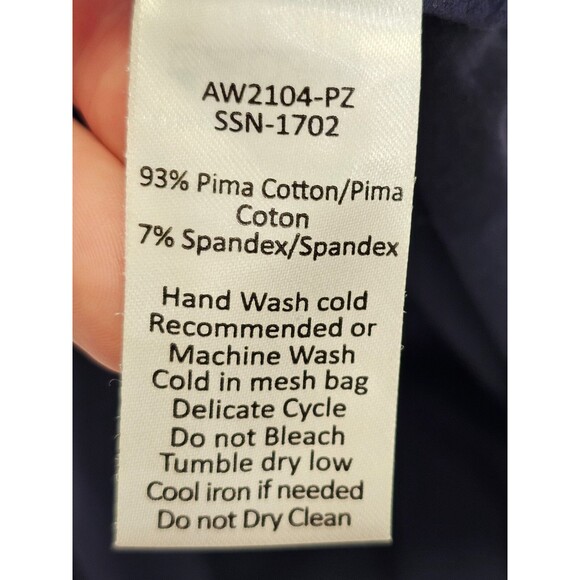 AW2104-PZ
SSN-1702
93% Pima Cotton/Pima
Coton
7% Spandex/Spandex
Hand Wash cold
Recommended or
Machine Wash
Cold in mesh bag
Delicate Cycle
Do not Bleach
Tumble dry low
Cool iron if needed
Do not Dry Clean